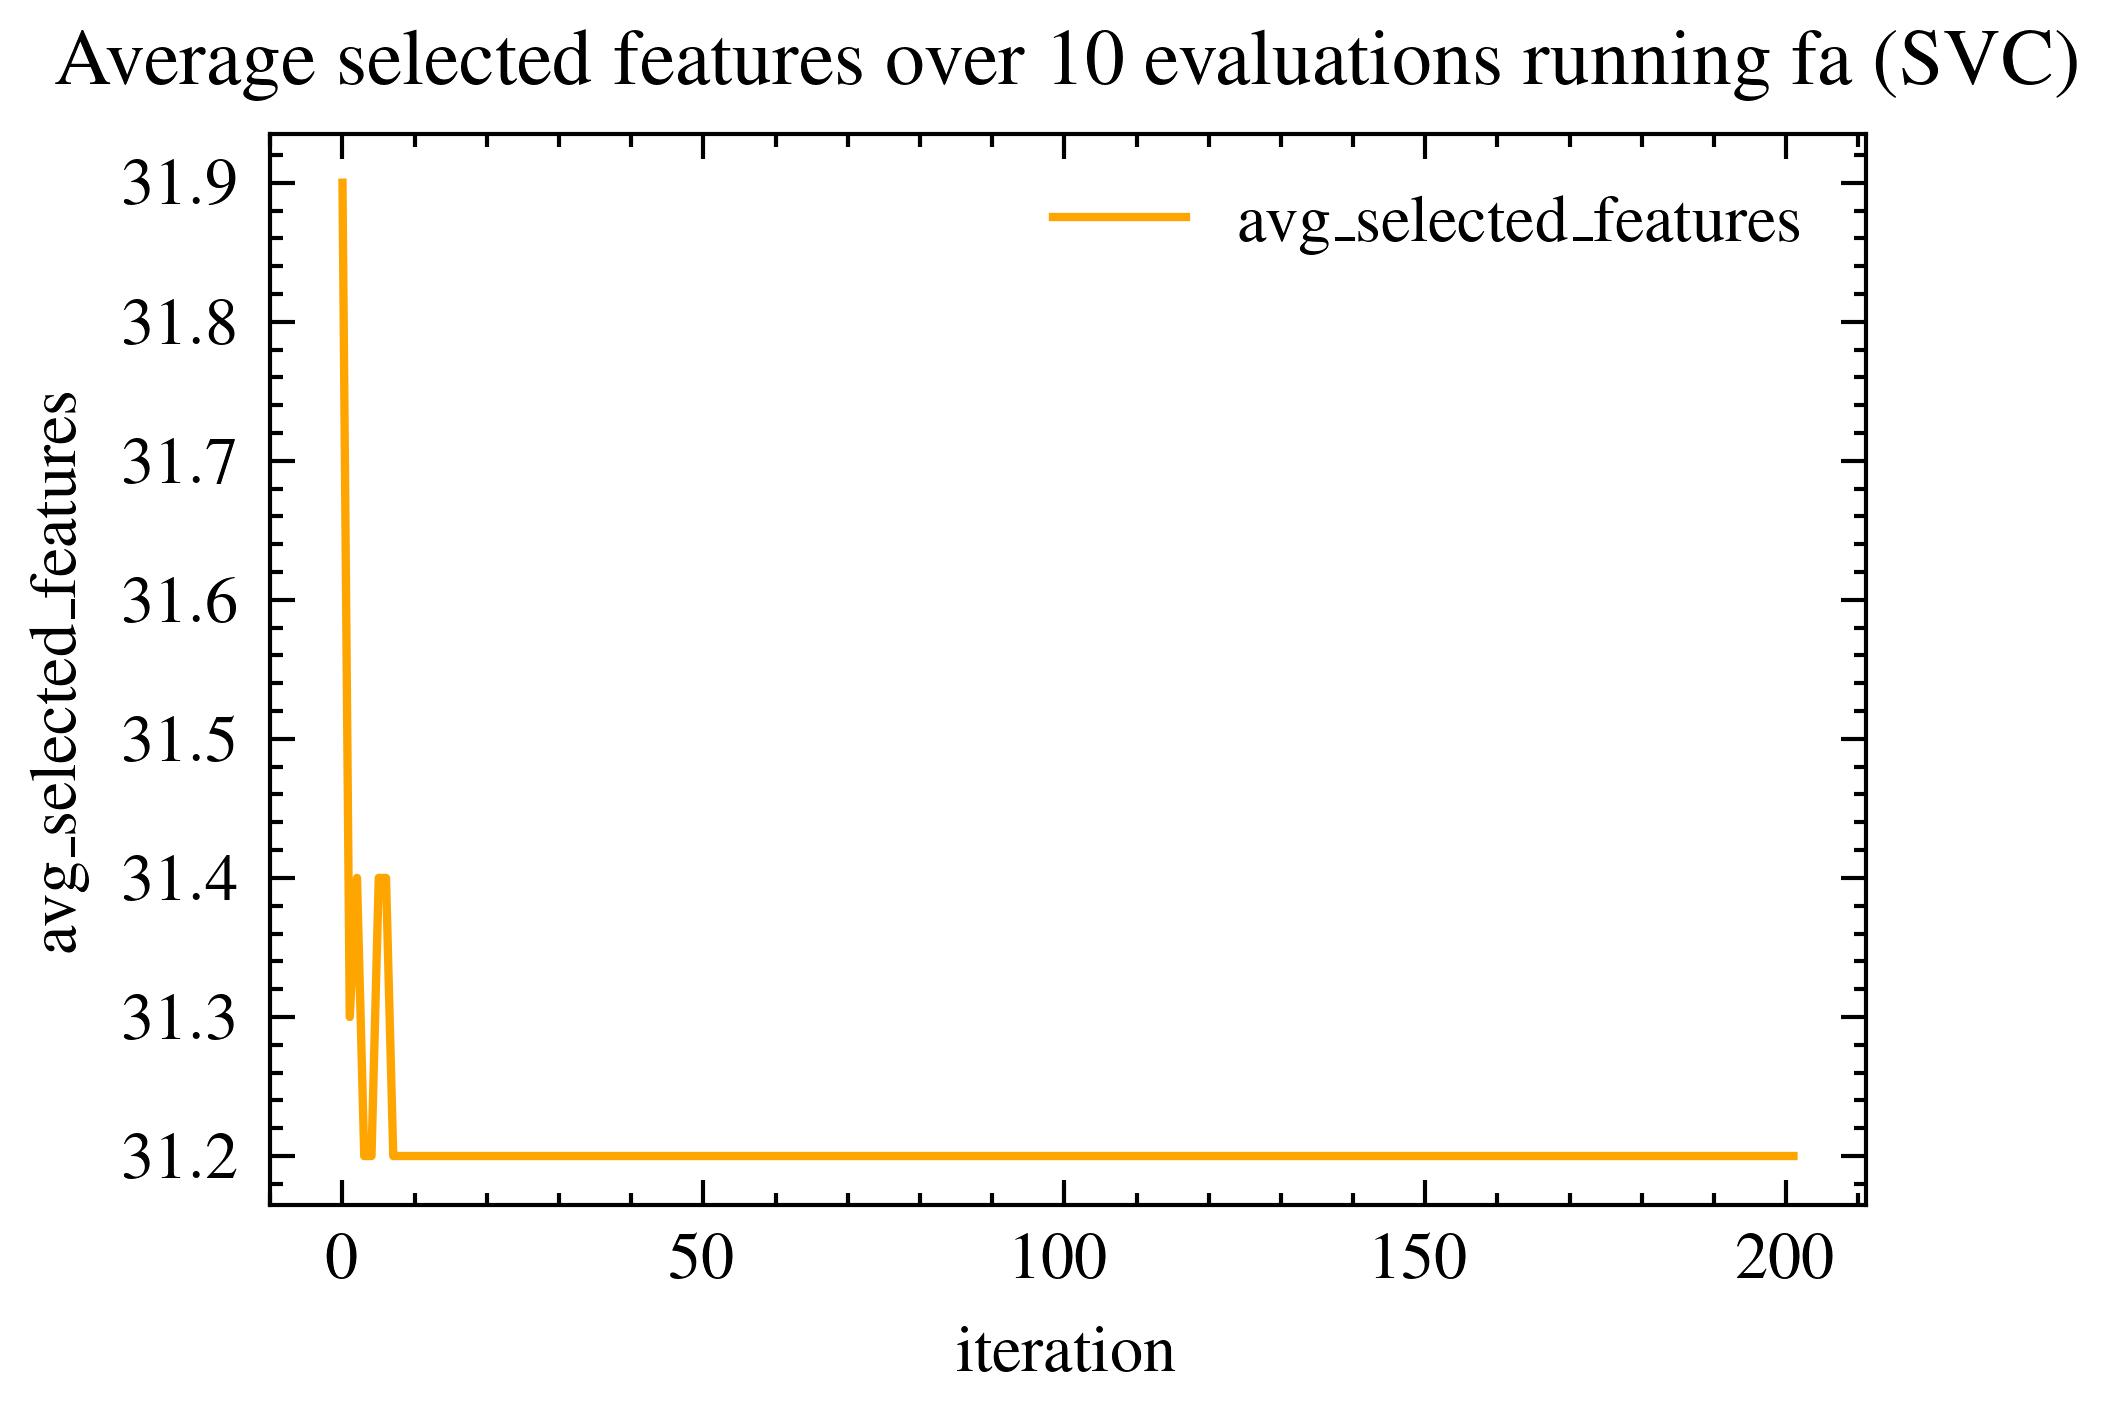 Average selected features over 10 evaluations running fa (SVC)
avg_selected_features
31.9
31.8
31.7
31.6
31.5
31.4
31.3
31.2
avg_selected_features
0 50 100 150 200
iteration